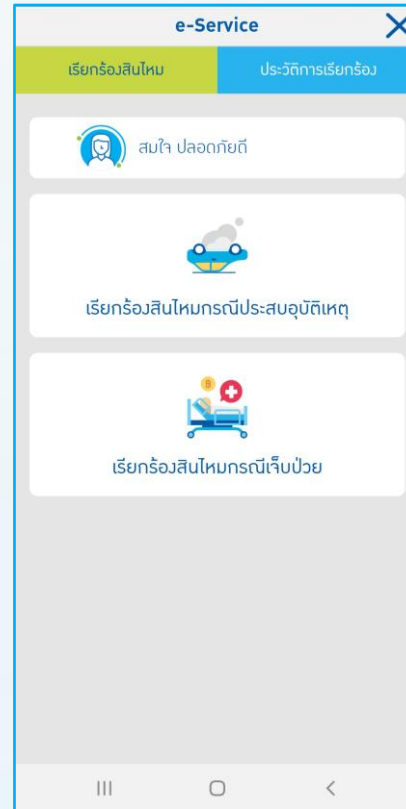 e-Service
เรียกร้องสินไหม
ประวัติการเรียกร้อง
สมใจ ปลอดภัยดี
เรียกร้องสินไหมกรณีประสบอุบัติเหตุ
เรียกร้องสินไหมกรณีเจ็บป่วย